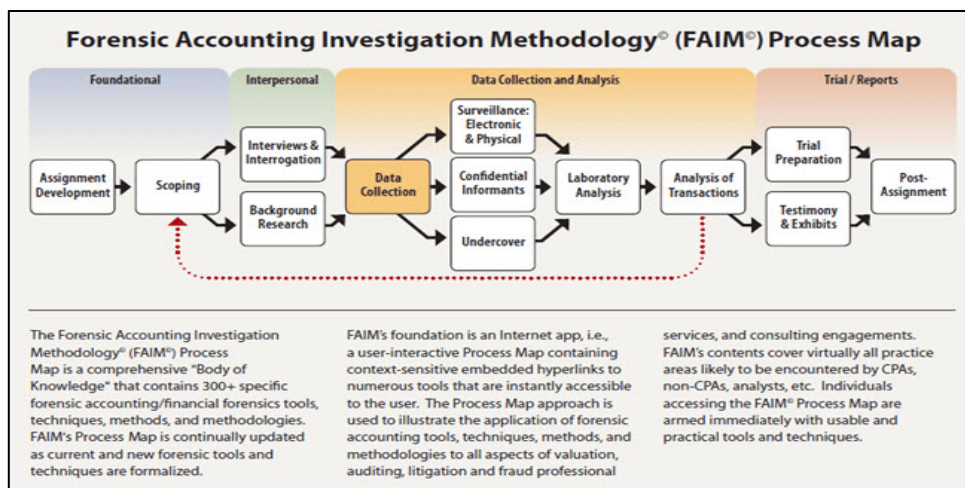 Forensic Accounting Investigation Methodology© (FAIM©) Process Map
Foundational
Interpersonal
Data Collection and Analysis
Trial / Reports
Assignment
Development
Scoping
Interviews &
Interrogation
Background
Research
Data
Collection
Surveillance:
Electronic
& Physical
Confidential
Informants
Undercover
Laboratory
Analysis
Analysis of
Transactions
Trial
Preparation
Testimony
& Exhibits
Post-
Assignment
The Forensic Accounting Investigation
Methodology© (FAIM©) Process
Map is a comprehensive "Body of
Knowledge" that contains 300+ specific
forensic accounting/financial forensics tools,
techniques, methods, and methodologies.
FAIM's Process Map is continually updated
as current and new forensic tools and
techniques are formalized.
FAIM's foundation is an Internet app, i.e.,
a user-interactive Process Map containing
context-sensitive embedded hyperlinks to
numerous tools that are instantly accessible
to the user. The Process Map approach is
used to illustrate the application of forensic
accounting tools, techniques, methods, and
methodologies to all aspects of valuation,
auditing, litigation and fraud professional
services, and consulting engagements.
FAIM's contents cover virtually all practice
areas likely to be encountered by CPAs,
non-CPAs, analysts, etc. Individuals
accessing the FAIM© Process Map are
armed immediately with usable and
practical tools and techniques.